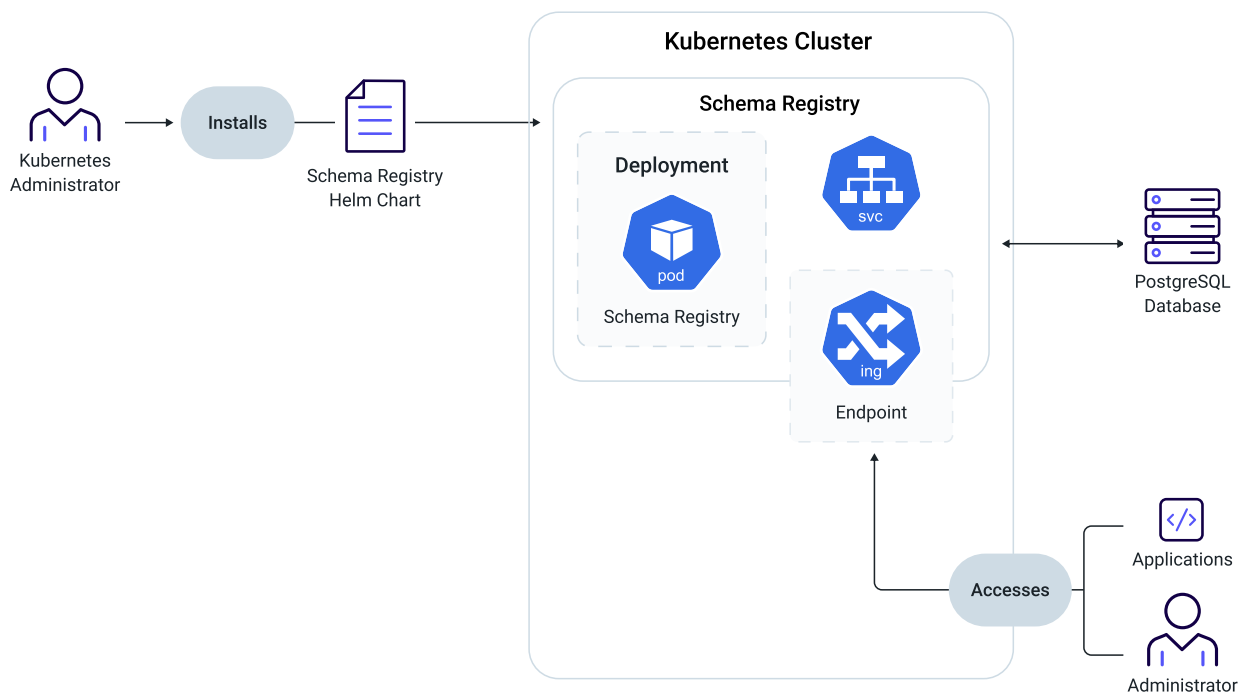 Kubernetes Cluster
Kubernetes
Administrator
Installs
Schema Registry
Helm Chart
Schema Registry
Deployment
pod
Schema Registry
svc
ing
Endpoint
PostgreSQL
Database
Accesses
Applications
Administrator